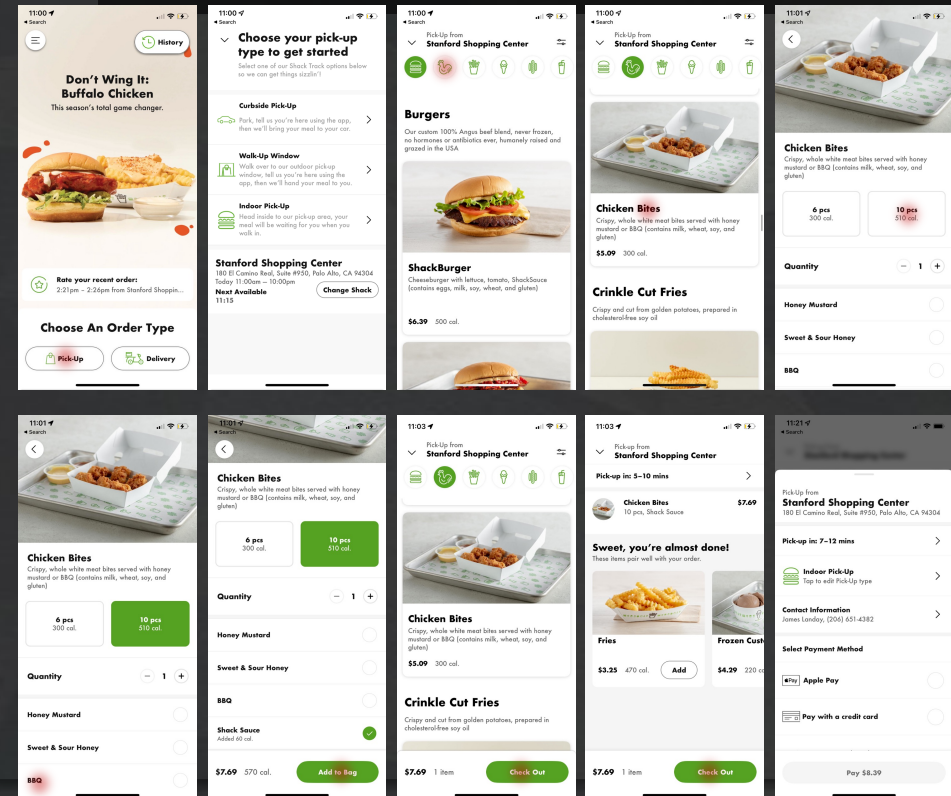 11:00
Search
History
Don't Wing It:
Buffalo Chicken
This season's total game changer.
Rate your recent order:
2:21pm – 2:26pm from Stanford Shoppin...
Choose An Order Type
Pick-Up
Delivery
11:00
Search
Choose your pick-up
type to get started
Select one of our Shack Track options below
so we can get things sizzlin'!
Curbside Pick-Up
Park, tell us you're here using the app,
then we'll bring your meal to your car.
Walk-Up Window
Walk over to our outdoor pick-up
window, tell us you're here using the
app, then we'll hand your meal to you.
Indoor Pick-Up
Head inside to our pick-up area, your
meal will be waiting for you when you
walk in.
Stanford Shopping Center
180 El Camino Real, Suite #950, Palo Alto, CA 94304
Today 11:00am – 10:00pm
Next Available
11:15
Change Shack
11:00
Search
Pick-Up from
Stanford Shopping Center
Burgers
Our custom 100% Angus beef blend, never frozen,
no hormones or antibiotics ever, humanely raised and
grazed in the USA
ShackBurger
Cheeseburger with lettuce, tomato, ShackSauce
(contains eggs, milk, soy, wheat, and gluten)
$6.39 500 cal.
11:00
Search
Pick-Up from
Stanford Shopping Center
Chicken Bites
Crispy, whole white meat bites served with honey
mustard or BBQ (contains milk, wheat, soy, and
gluten)
$5.09 300 cal.
Crinkle Cut Fries
Crispy and cut from golden potatoes, prepared in
cholesterol-free soy oil
11:01
Search
Chicken Bites
Crispy, whole white meat bites served with honey
mustard or BBQ (contains milk, wheat, soy, and
gluten)
6 pcs
300 cal.
10 pcs
510 cal.
Quantity
1
Honey Mustard
Sweet & Sour Honey
BBQ
11:01
Search
Chicken Bites
Crispy, whole white meat bites served with honey
mustard or BBQ (contains milk, wheat, soy, and
gluten)
6 pcs
300 cal.
10 pcs
510 cal.
Quantity
1
Honey Mustard
Sweet & Sour Honey
BBQ
11:01
Search
Chicken Bites
Crispy, whole white meat bites served with honey
mustard or BBQ (contains milk, wheat, soy, and
gluten)
6 pcs
300 cal.
10 pcs
510 cal.
Quantity
1
Honey Mustard
Sweet & Sour Honey
BBQ
Shack Sauce
Added 60 cal.
$7.69 570 cal.
Add to Bag
11:03
Search
Pick-Up from
Stanford Shopping Center
Chicken Bites
Crispy, whole white meat bites served with honey
mustard or BBQ (contains milk, wheat, soy, and
gluten)
$5.09 300 cal.
Crinkle Cut Fries
Crispy and cut from golden potatoes, prepared in
cholesterol-free soy oil
$7.69 1 item
Check Out
11:03
Search
Pick-Up from
Stanford Shopping Center
Pick-up in: 5–10 mins
Chicken Bites $7.69
10 pcs, Shack Sauce
Sweet, you're almost done!
These items pair well with your order.
Fries
$3.25 470 cal. Add
Frozen Cust
$4.29 220 c
$7.69 1 item
Check Out
11:21
Search
Pick-Up from
Stanford Shopping Center
180 El Camino Real, Suite #950, Palo Alto, CA 94304
Pick-up in: 7–12 mins
Indoor Pick-Up
Tap to edit Pick-Up type
Contact Information
James Landay, (206) 651-4382
Select Payment Method
Pay
Apple Pay
Pay with a credit card
Pay $8.39